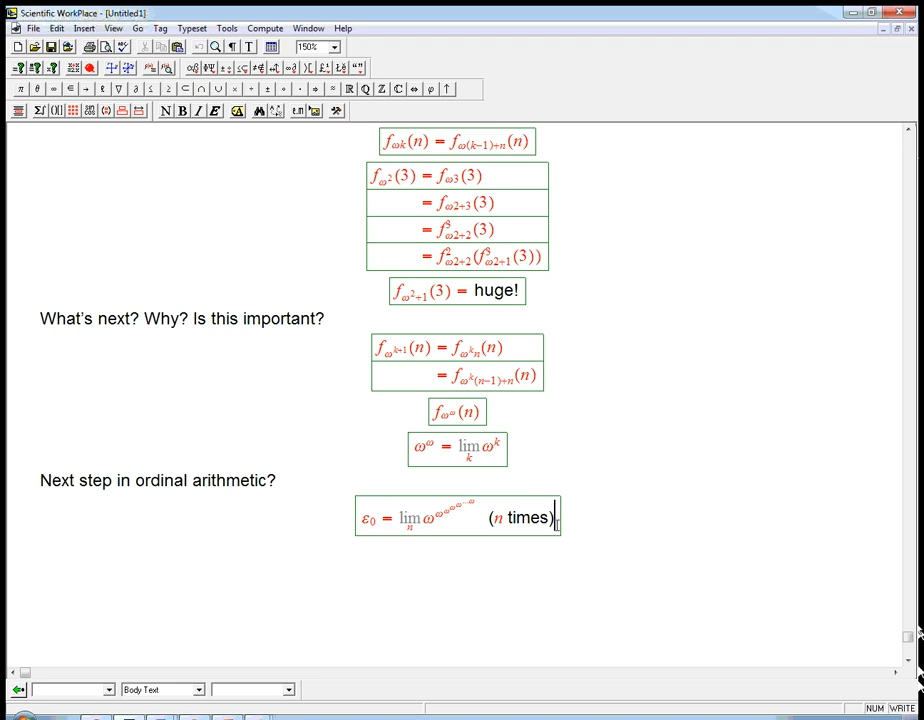 Scientific WorkPlace - [Untitled1]
File Edit Insert View Go Tag Typeset Tools Compute Window Help
150%
N B I E
f_{ωk}(n) = f_{ω(k−1)+n}(n)
f_{ω²}(3) = f_{ω3}(3)
= f_{ω2+3}(3)
= f³_{ω2+2}(3)
= f²_{ω2+2}(f³_{ω2+1}(3))
f_{ω²+1}(3) = huge!
What's next? Why? Is this important?
f_{ω^{k+1}}(n) = f_{ω^k n}(n)
= f_{ω^k(n−1)+n}(n)
f_{ω^ω}(n)
ω^ω = lim_k ω^k
Next step in ordinal arithmetic?
ε₀ = lim_n ω^{ω^{ω^{ω^{ω^{…^ω}}}}} (n times)
Body Text
NUM WRITE